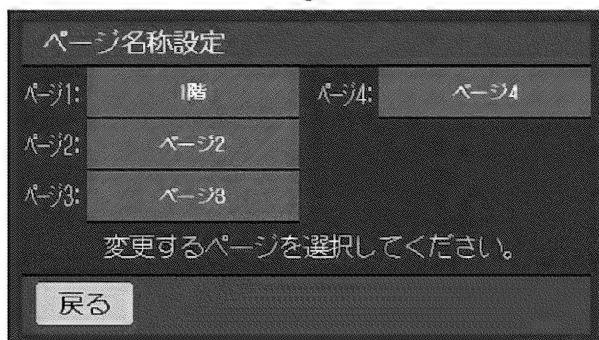 ページ名称設定
ページ1: 1階 ページ4: ページ4
ページ2: ページ2
ページ3: ページ3
変更するページを選択してください。
戻る